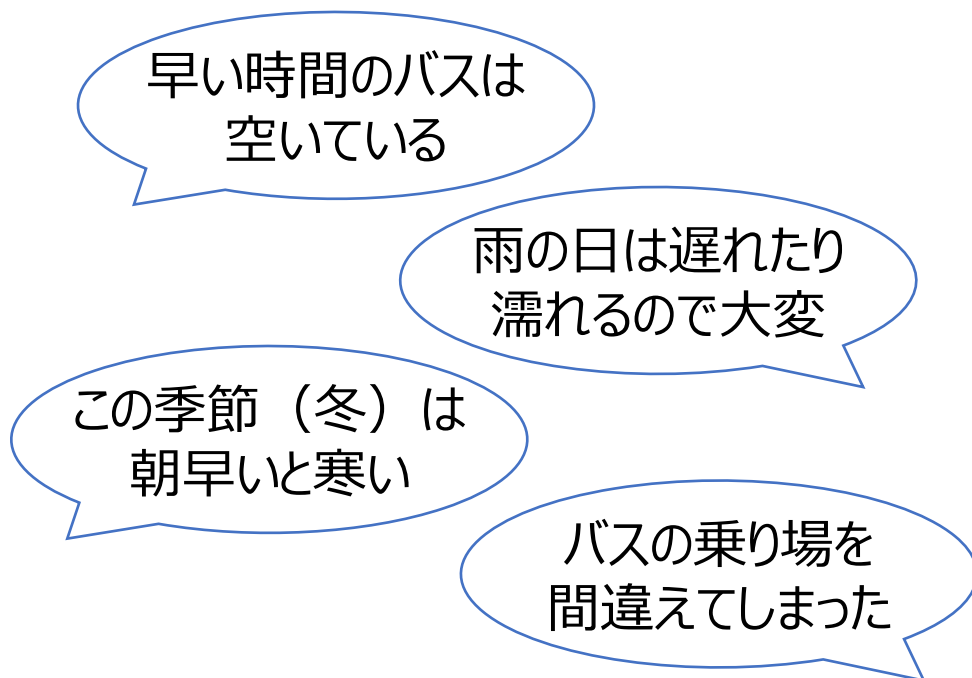 早い時間のバスは
空いている
雨の日は遅れたり
濡れるので大変
この季節（冬）は
朝早いと寒い
バスの乗り場を
間違えてしまった